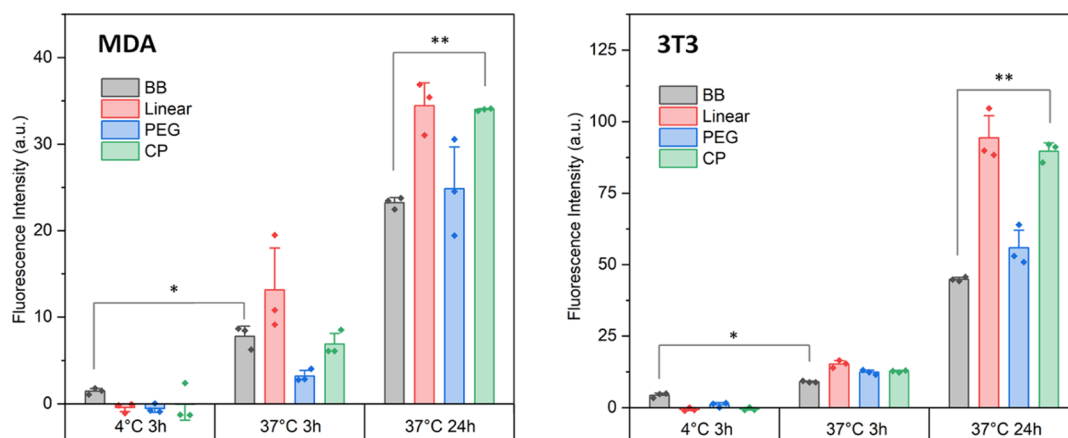 MDA
BB
Linear
PEG
CP
**
*
Fluorescence Intensity (a.u.)
40
30
20
10
0
4°C 3h
37°C 3h
37°C 24h
3T3
BB
Linear
PEG
CP
**
*
Fluorescence Intensity (a.u.)
125
100
75
50
25
0
4°C 3h
37°C 3h
37°C 24h